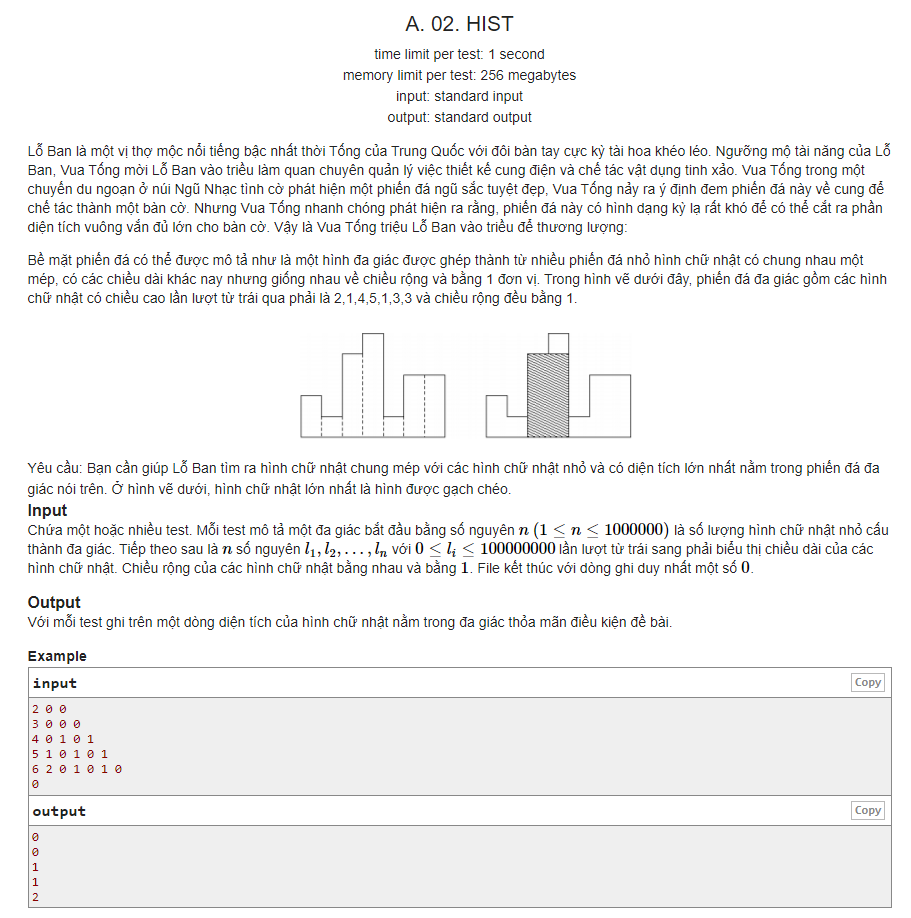 A. 02. HIST
time limit per test: 1 second
memory limit per test: 256 megabytes
input: standard input
output: standard output
Lỗ Ban là một vị thợ mộc nổi tiếng bậc nhất thời Tống của Trung Quốc với đôi bàn tay cực kỳ tài hoa khéo léo. Ngưỡng mộ tài năng của Lỗ
Ban, Vua Tống mời Lỗ Ban vào triều làm quan chuyên quản lý việc thiết kế cung điện và chế tác vật dụng tinh xảo. Vua Tống trong một
chuyến du ngoạn ở núi Ngũ Nhạc tình cờ phát hiện một phiến đá ngũ sắc tuyệt đẹp, Vua Tống nảy ra ý định đem phiến đá này về cung để
chế tác thành một bàn cờ. Nhưng Vua Tống nhanh chóng phát hiện ra rằng, phiến đá này có hình dạng kỳ lạ rất khó để có thể cắt ra phần
diện tích vuông vắn đủ lớn cho bàn cờ. Vậy là Vua Tống triệu Lỗ Ban vào triều để thương lượng:
Bề mặt phiến đá có thể được mô tả như là một hình đa giác được ghép thành từ nhiều phiến đá nhỏ hình chữ nhật có chung nhau một
mép, có các chiều dài khác nay nhưng giống nhau về chiều rộng và bằng 1 đơn vị. Trong hình vẽ dưới đây, phiến đá đa giác gồm các hình
chữ nhật có chiều cao lần lượt từ trái qua phải là 2,1,4,5,1,3,3 và chiều rộng đều bằng 1.
Yêu cầu: Bạn cần giúp Lỗ Ban tìm ra hình chữ nhật chung mép với các hình chữ nhật nhỏ và có diện tích lớn nhất nằm trong phiến đá đa
giác nói trên. Ở hình vẽ dưới, hình chữ nhật lớn nhất là hình được gạch chéo.
Input
Chứa một hoặc nhiều test. Mỗi test mô tả một đa giác bắt đầu bằng số nguyên n (1 ≤ n ≤ 1000000) là số lượng hình chữ nhật nhỏ cấu
thành đa giác. Tiếp theo sau là n số nguyên l₁, l₂, . . . , lₙ với 0 ≤ lᵢ ≤ 100000000 lần lượt từ trái sang phải biểu thị chiều dài của các
hình chữ nhật. Chiều rộng của các hình chữ nhật bằng nhau và bằng 1. File kết thúc với dòng ghi duy nhất một số 0.
Output
Với mỗi test ghi trên một dòng diện tích của hình chữ nhật nằm trong đa giác thỏa mãn điều kiện đề bài.
Example
input
Copy
2 0 0
3 0 0 0
4 0 1 0 1
5 1 0 1 0 1
6 2 0 1 0 1 0
0
output
Copy
0
0
1
1
2